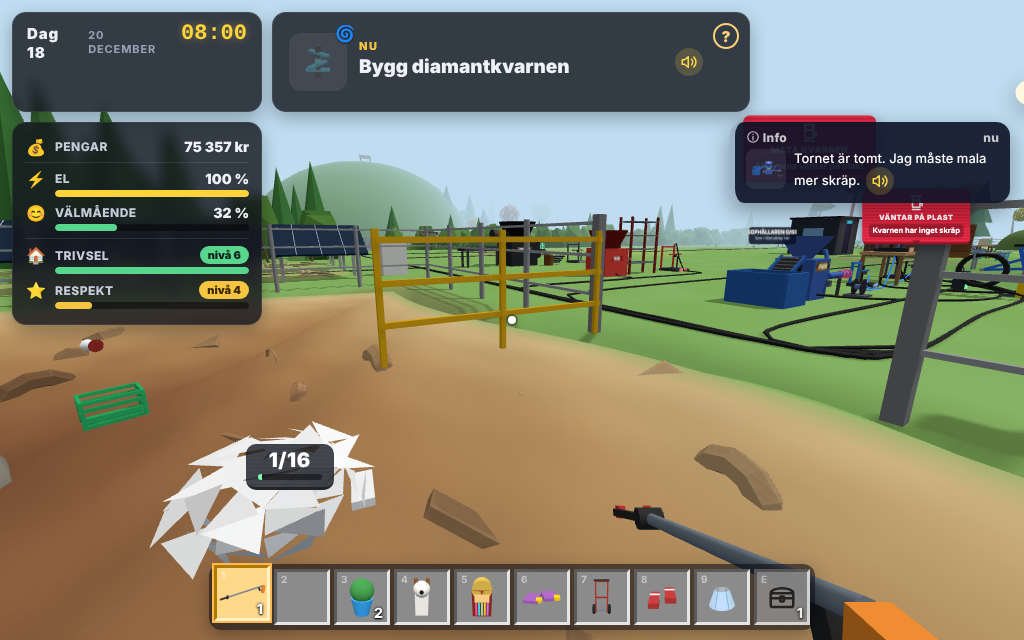 Dag 18
20 DECEMBER
08:00
NU
Bygg diamantkvarnen
?
PENGAR 75 357 kr
EL 100 %
VÄLMÅENDE 32 %
TRIVSEL nivå 6
RESPEKT nivå 4
Info nu
Tornet är tomt. Jag måste mala
mer skräp.
VÄNTAR PÅ PLAST
Kvarnen har inget skräp
1/16
1 1
2
3 2
4
5
6
7
8
9
E 1